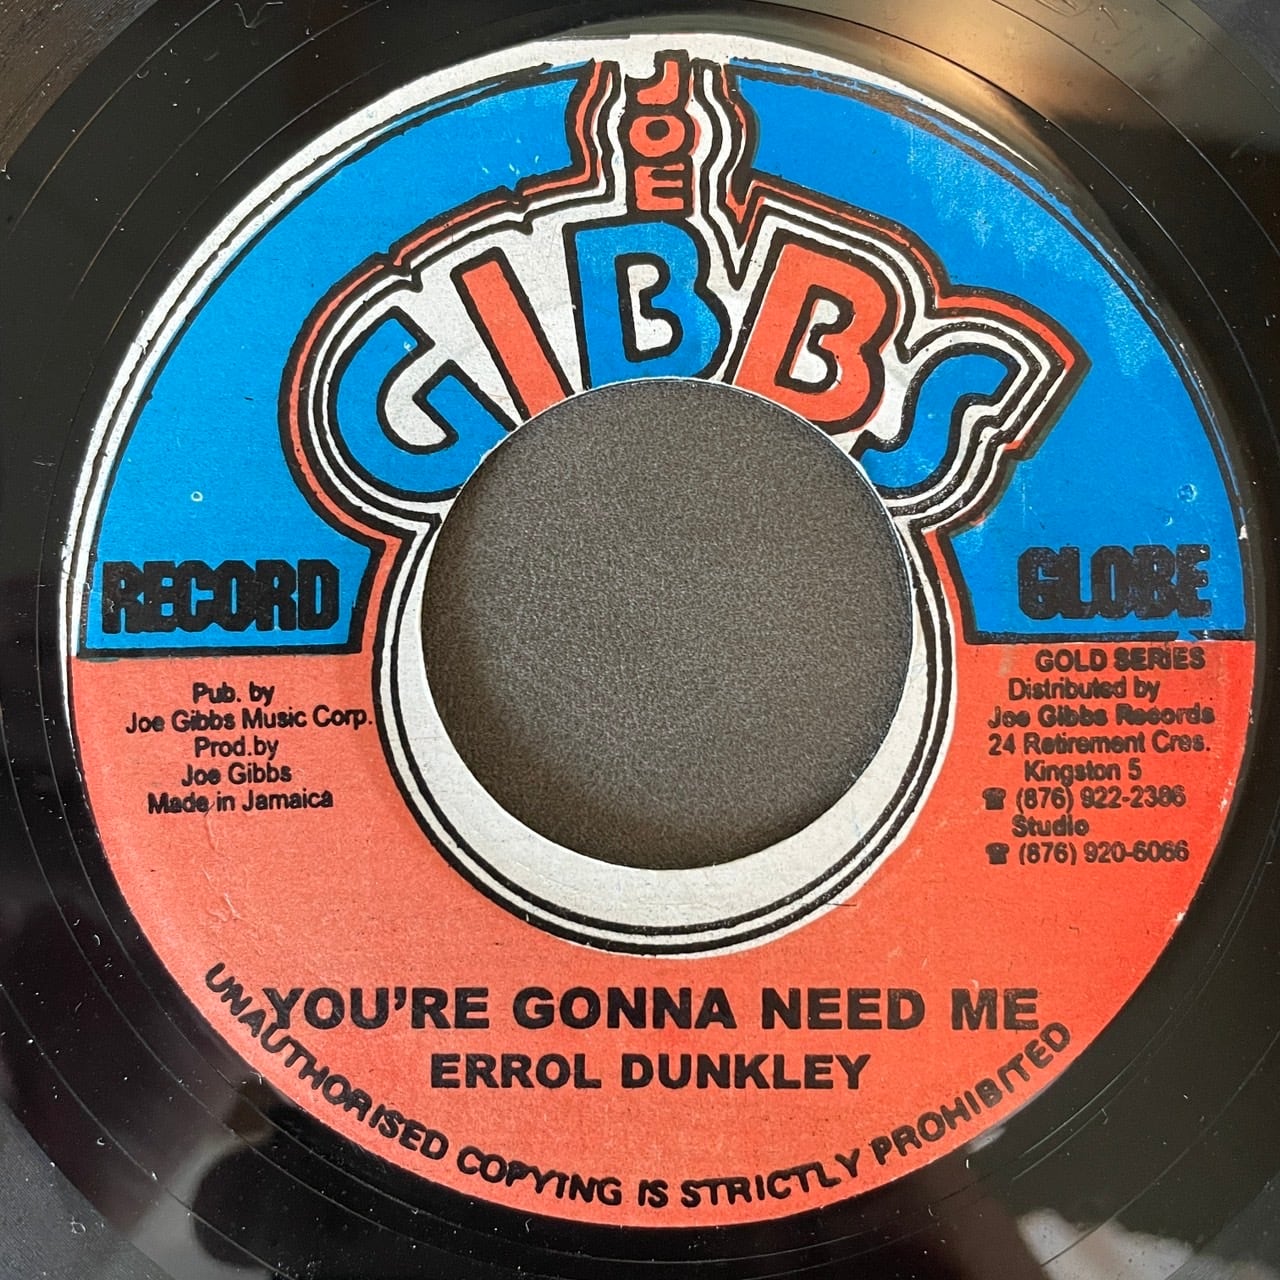 JOE
GIBBS
RECORD
GLOBE
Pub. by
Joe Gibbs Music Corp.
Prod.by
Joe Gibbs
Made in Jamaica
GOLD SERIES
Distributed by
Joe Gibbs Records
24 Retirement Cres.
Kingston 5
☎ (876) 922-2386
Studio
☎ (876) 920-6066
YOU'RE GONNA NEED ME
ERROL DUNKLEY
UNAUTHORISED COPYING IS STRICTLY PROHIBITED